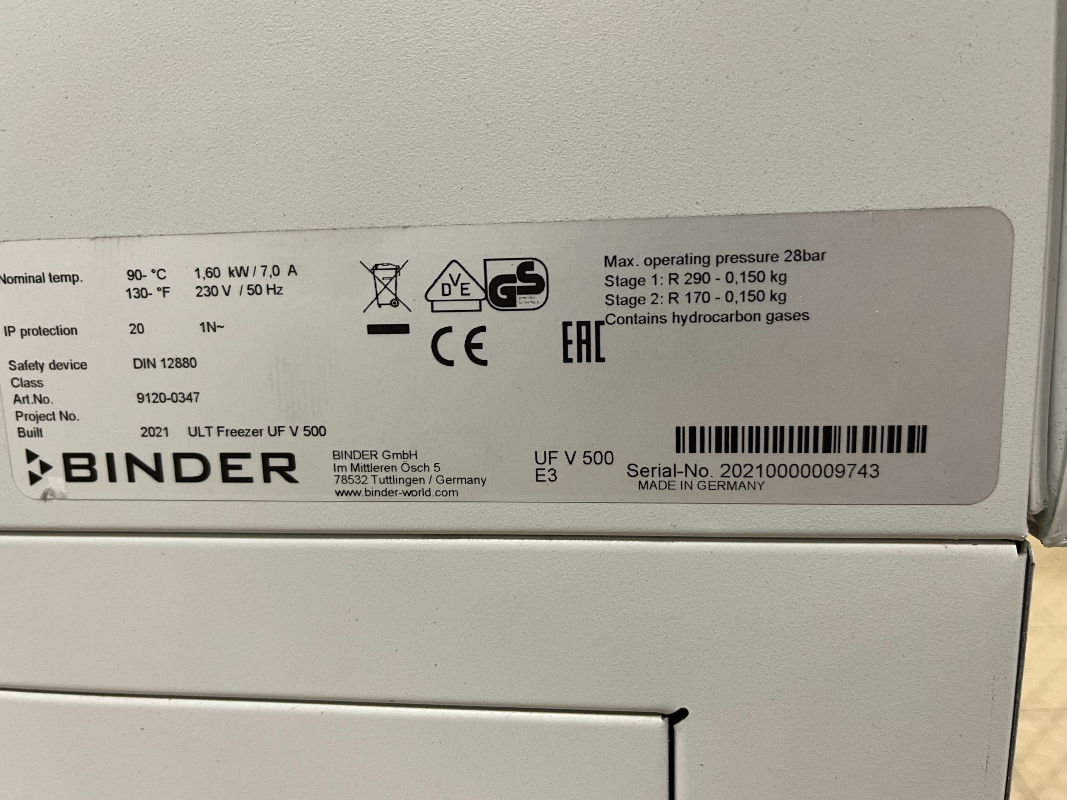 Nominal temp. 90- °C 1,60 kW / 7,0 A
130- °F 230 V / 50 Hz
IP protection 20 1N~
Safety device DIN 12880
Class
Art.No. 9120-0347
Project No.
Built 2021 ULT Freezer UF V 500
BINDER
BINDER GmbH
Im Mittleren Ösch 5
78532 Tuttlingen / Germany
www.binder-world.com
DVE
GS
CE
EAC
Max. operating pressure 28bar
Stage 1: R 290 - 0,150 kg
Stage 2: R 170 - 0,150 kg
Contains hydrocarbon gases
UF V 500
E3
Serial-No. 20210000009743
MADE IN GERMANY